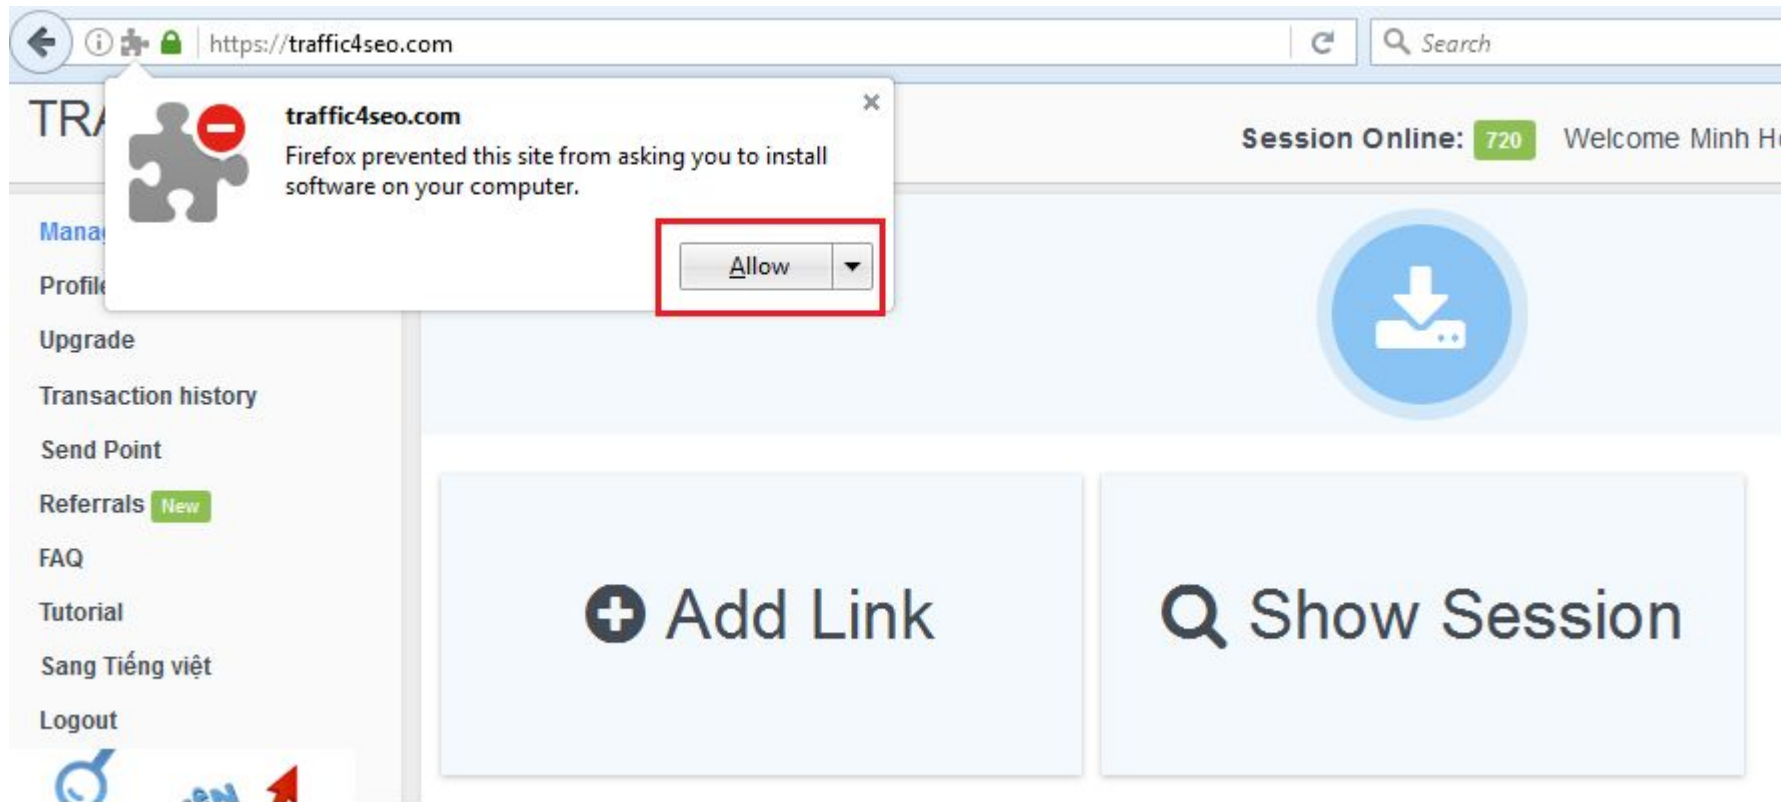 https://traffic4seo.com
Search
traffic4seo.com
Firefox prevented this site from asking you to install
software on your computer.
Allow
Session Online: 720 Welcome Minh
Upgrade
Transaction history
Send Point
Referrals New
FAQ
Tutorial
Sang Tiếng việt
Logout
Add Link
Show Session